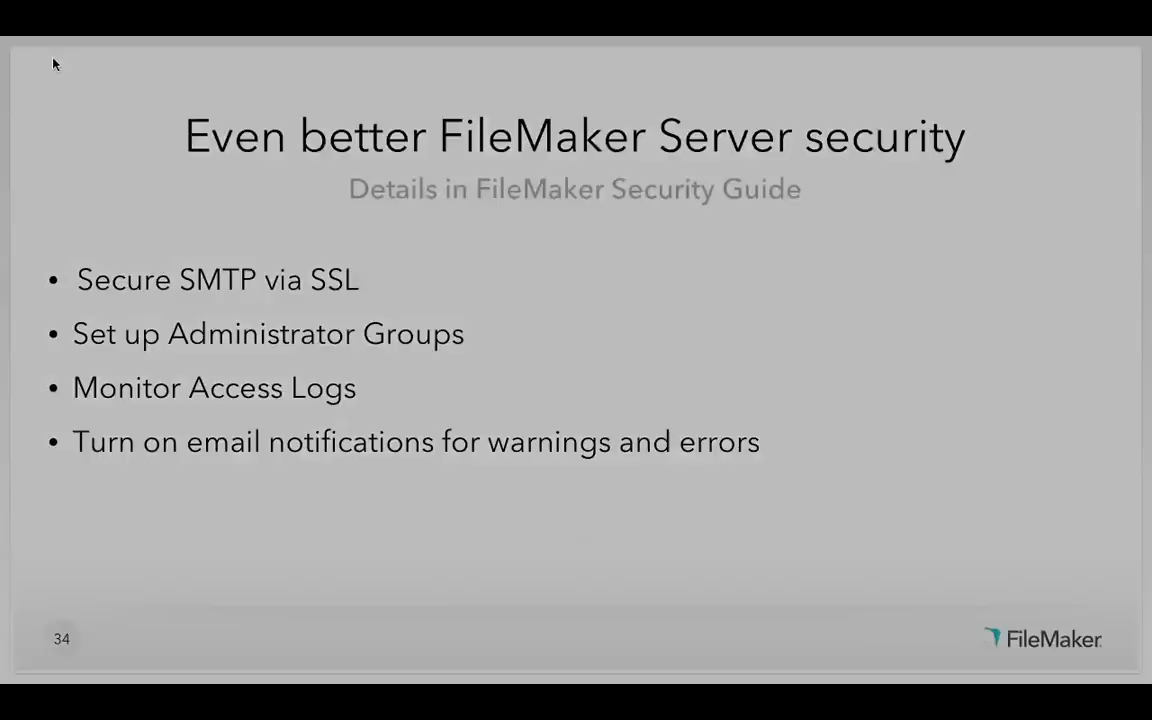 Even better FileMaker Server security
Details in FileMaker Security Guide
• Secure SMTP via SSL
• Set up Administrator Groups
• Monitor Access Logs
• Turn on email notifications for warnings and errors
34
FileMaker